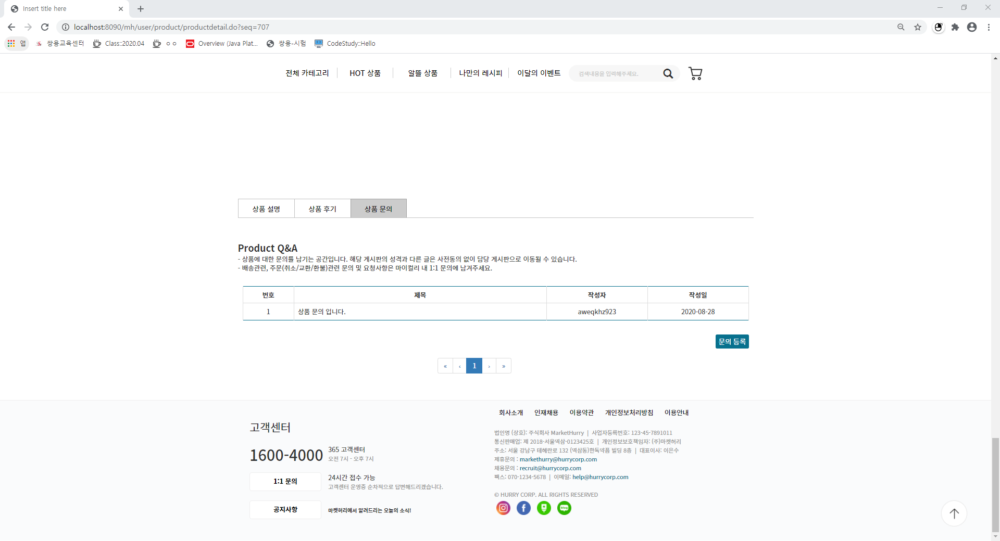 Insert title here
localhost:8090/mh/user/product/productdetail.do?seq=707
앱 쌍용교육센터 Class::2020.04 ㅇㅇ Overview (Java Plat... 쌍용-시험 CodeStudy::Hello
전체 카테고리 HOT 상품 알뜰 상품 나만의 레시피 이달의 이벤트 검색내용을 입력해주세요.
상품 설명 상품 후기 상품 문의
Product Q&A
- 상품에 대한 문의를 남기는 공간입니다. 해당 게시판의 성격과 다른 글은 사전동의 없이 담당 게시판으로 이동될 수 있습니다.
- 배송관련, 주문(취소/교환/환불)관련 문의 및 요청사항은 마이컬리 내 1:1 문의에 남겨주세요.
번호 제목 작성자 작성일
1 상품 문의 입니다. aweqkhz923 2020-08-28
문의 등록
« ‹ 1 › »
고객센터
1600-4000 365 고객센터
오전 7시 - 오후 7시
1:1 문의 24시간 접수 가능
고객센터 운영중 순차적으로 답변해드리겠습니다.
공지사항 마켓허리에서 알려드리는 오늘의 소식!
회사소개 인재채용 이용약관 개인정보처리방침 이용안내
법인명 (상호): 주식회사 MarketHurry | 사업자등록번호: 123-45-7891011
통신판매업: 제 2018-서울역삼-0123425호 | 개인정보보호책임자: (주)마켓허리
주소: 서울 강남구 테헤란로 132 (역삼동)한독약품 빌딩 8층 | 대표이사: 이은수
제휴문의 : markethurry@hurrycorp.com
채용문의 : recruit@hurrycorp.com
팩스: 070-1234-5678 | 이메일: help@hurrycorp.com
© HURRY CORP. ALL RIGHTS RESERVED
blog